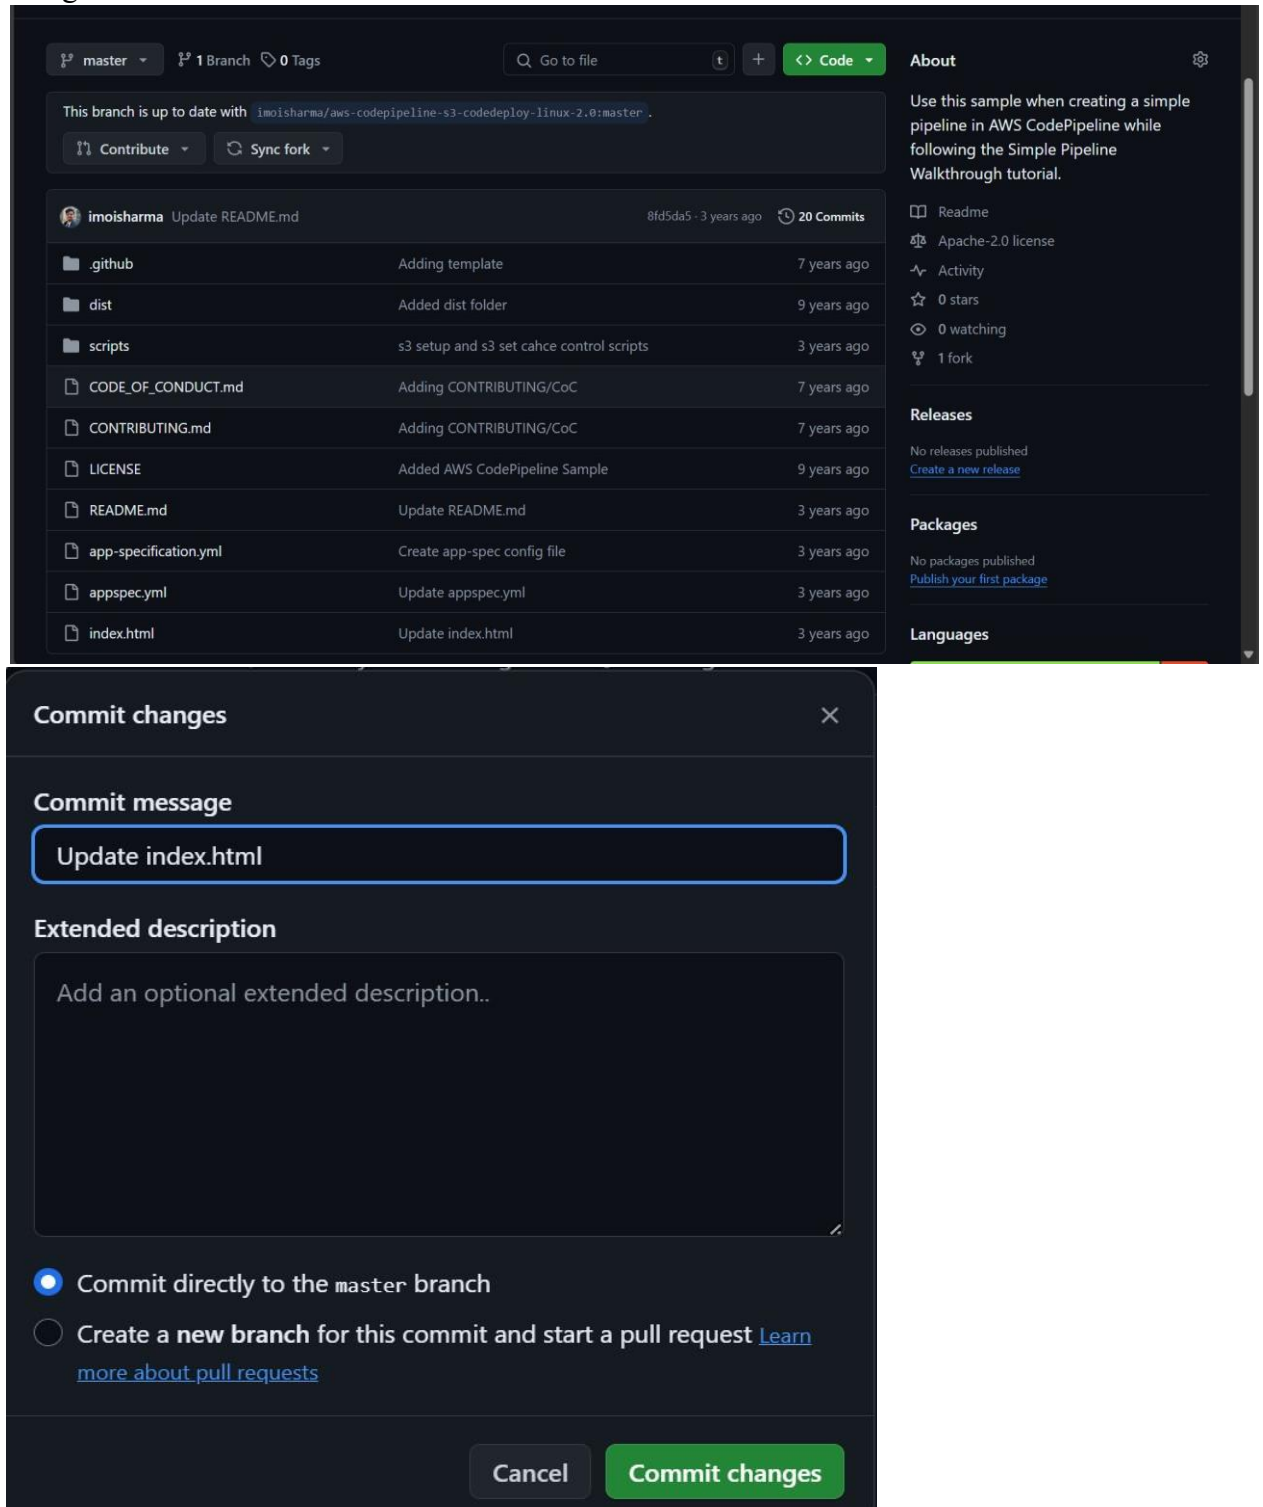 master 1 Branch 0 Tags Go to file t + <> Code
This branch is up to date with imoisharma/aws-codepipeline-s3-codedeploy-linux-2.0:master .
Contribute Sync fork
imoisharma Update README.md 8fd5da5 · 3 years ago 20 Commits
.github Adding template 7 years ago
dist Added dist folder 9 years ago
scripts s3 setup and s3 set cahce control scripts 3 years ago
CODE_OF_CONDUCT.md Adding CONTRIBUTING/CoC 7 years ago
CONTRIBUTING.md Adding CONTRIBUTING/CoC 7 years ago
LICENSE Added AWS CodePipeline Sample 9 years ago
README.md Update README.md 3 years ago
app-specification.yml Create app-spec config file 3 years ago
appspec.yml Update appspec.yml 3 years ago
index.html Update index.html 3 years ago
About
Use this sample when creating a simple
pipeline in AWS CodePipeline while
following the Simple Pipeline
Walkthrough tutorial.
Readme
Apache-2.0 license
Activity
0 stars
0 watching
1 fork
Releases
No releases published
Create a new release
Packages
No packages published
Publish your first package
Languages
Commit changes
Commit message
Update index.html
Extended description
Add an optional extended description..
Commit directly to the master branch
Create a new branch for this commit and start a pull request Learn
more about pull requests
Cancel Commit changes